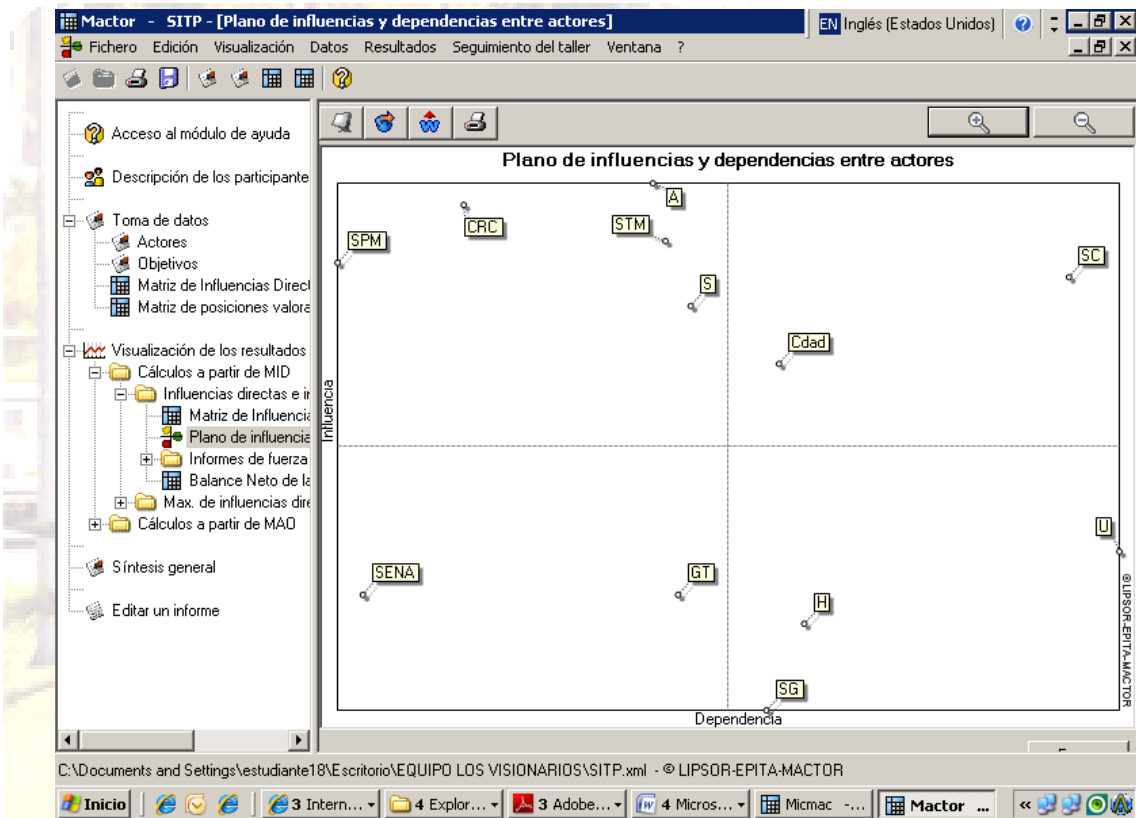 Mactor - SITP - [Plano de influencias y dependencias entre actores]
EN Inglés (Estados Unidos)
Fichero Edición Visualización Datos Resultados Seguimiento del taller Ventana ?
Acceso al módulo de ayuda
Descripción de los participante
Toma de datos
Actores
Objetivos
Matriz de Influencias Direc
Matriz de posiciones valora
Visualización de los resultados
Cálculos a partir de MID
Influencias directas e in
Matriz de Influencia
Plano de influencia
Informes de fuerza
Balance Neto de la
Max. de influencias dire
Cálculos a partir de MAO
Síntesis general
Editar un informe
Plano de influencias y dependencias entre actores
A
CRC
STM
SPM
SC
S
Cdad
Influencia
U
SENA
GT
H
SG
Dependencia
© LIPSOR-EPITA-MACTOR
C:\Documents and Settings\estudiante18\Escritorio\EQUIPO LOS VISIONARIOS\SITP.xml - © LIPSOR-EPITA-MACTOR
Inicio
3 Intern...
4 Explor...
3 Adobe...
4 Micros...
Micmac -...
Mactor ...